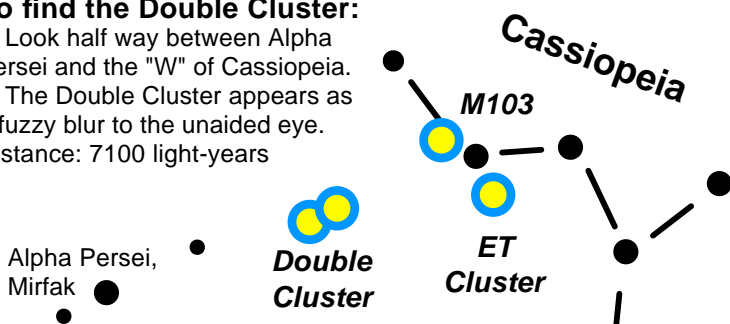 o find the Double Cluster:
Look half way between Alpha
ersei and the "W" of Cassiopeia.
The Double Cluster appears as
fuzzy blur to the unaided eye.
stance: 7100 light-years
Cassiopeia
M103
Double
Cluster
ET
Cluster
Alpha Persei,
Mirfak